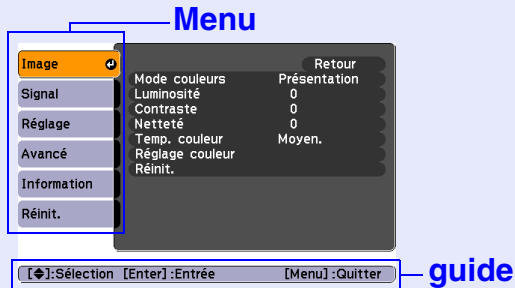 Menu
Image
Signal
Réglage
Avancé
Information
Réinit.
Retour
Mode couleurs Présentation
Luminosité 0
Contraste 0
Netteté 0
Temp. couleur Moyen.
Réglage couleur
Réinit.
[◆]:Sélection [Enter]:Entrée [Menu]:Quitter
guide